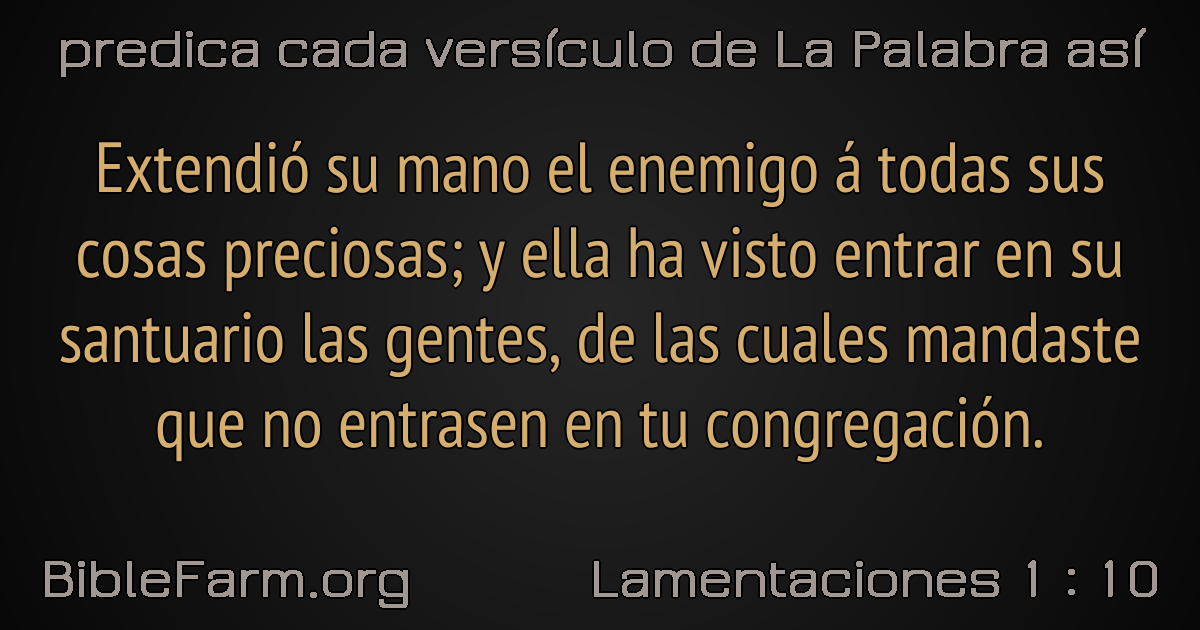 predica cada versículo de La Palabra así
Extendió su mano el enemigo á todas sus
cosas preciosas; y ella ha visto entrar en su
santuario las gentes, de las cuales mandaste
que no entrasen en tu congregación.
BibleFarm.org
Lamentaciones 1 : 10